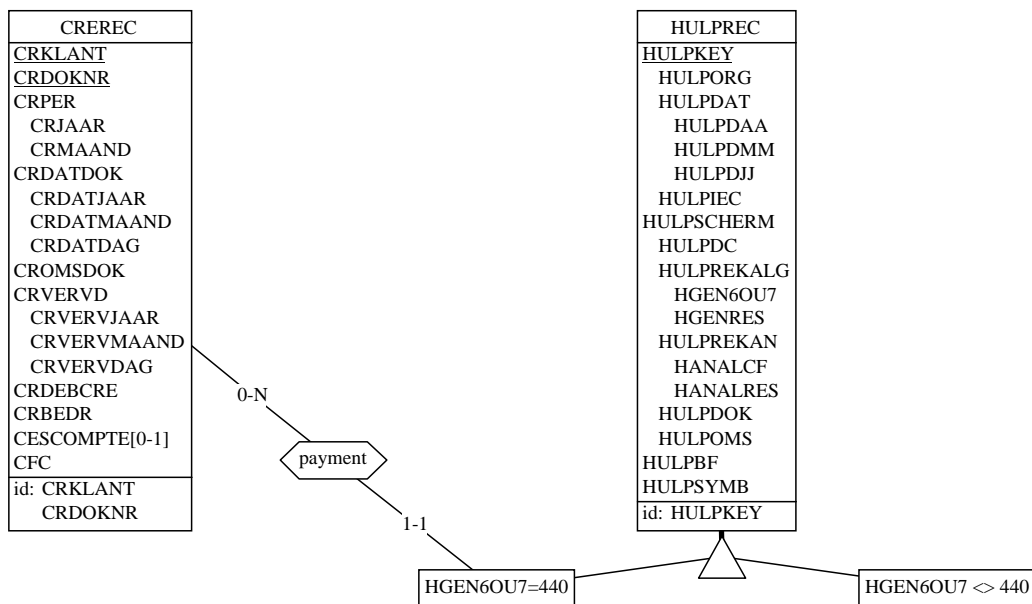 CREREC
CRKLANT
CRDOKNR
CRPER
CRJAAR
CRMAAND
CRDATDOK
CRDATJAAR
CRDATMAAND
CRDATDAG
CROMSDOK
CRVERVD
CRVERVJAAR
CRVERVMAAND
CRVERVDAG
CRDEBCRE
CRBEDR
CESCOMPTE[0-1]
CFC
id: CRKLANT
CRDOKNR
0-N
payment
1-1
HULPREC
HULPKEY
HULPORG
HULPDAT
HULPDAA
HULPDMM
HULPDJJ
HULPIEC
HULPSCHERM
HULPDC
HULPREKALG
HGEN6OU7
HGENRES
HULPREKAN
HANALCF
HANALRES
HULPDOK
HULPOMS
HULPBF
HULPSYMB
id: HULPKEY
HGEN6OU7=440
HGEN6OU7 <> 440